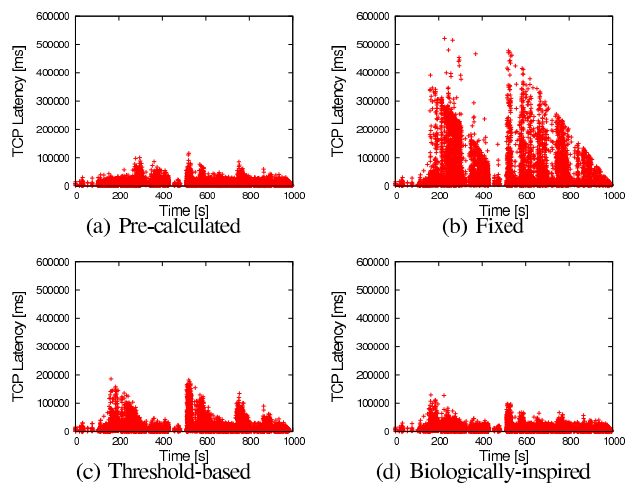 600000
500000
400000
300000
200000
100000
0
TCP Latency [ms]
0 200 400 600 800 1000
Time [s]
(a) Pre-calculated
600000
500000
400000
300000
200000
100000
0
TCP Latency [ms]
0 200 400 600 800 1000
Time [s]
(b) Fixed
600000
500000
400000
300000
200000
100000
0
TCP Latency [ms]
0 200 400 600 800 1000
Time [s]
(c) Threshold-based
600000
500000
400000
300000
200000
100000
0
TCP Latency [ms]
0 200 400 600 800 1000
Time [s]
(d) Biologically-inspired